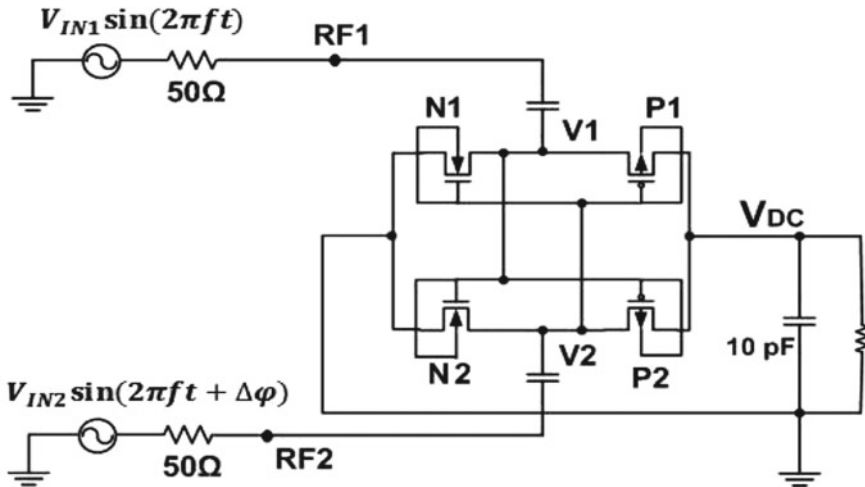 V_IN1 sin(2πft)
RF1
50Ω
N1
P1
V1
VDC
10 pF
V2
N2
P2
V_IN2 sin(2πft + Δφ)
50Ω
RF2